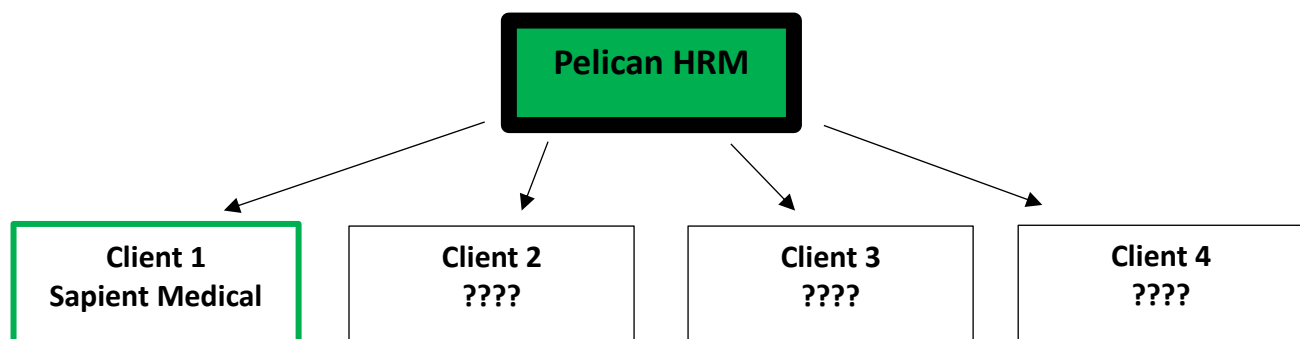 Pelican HRM
Client 1
Sapient Medical
Client 2
????
Client 3
????
Client 4
????